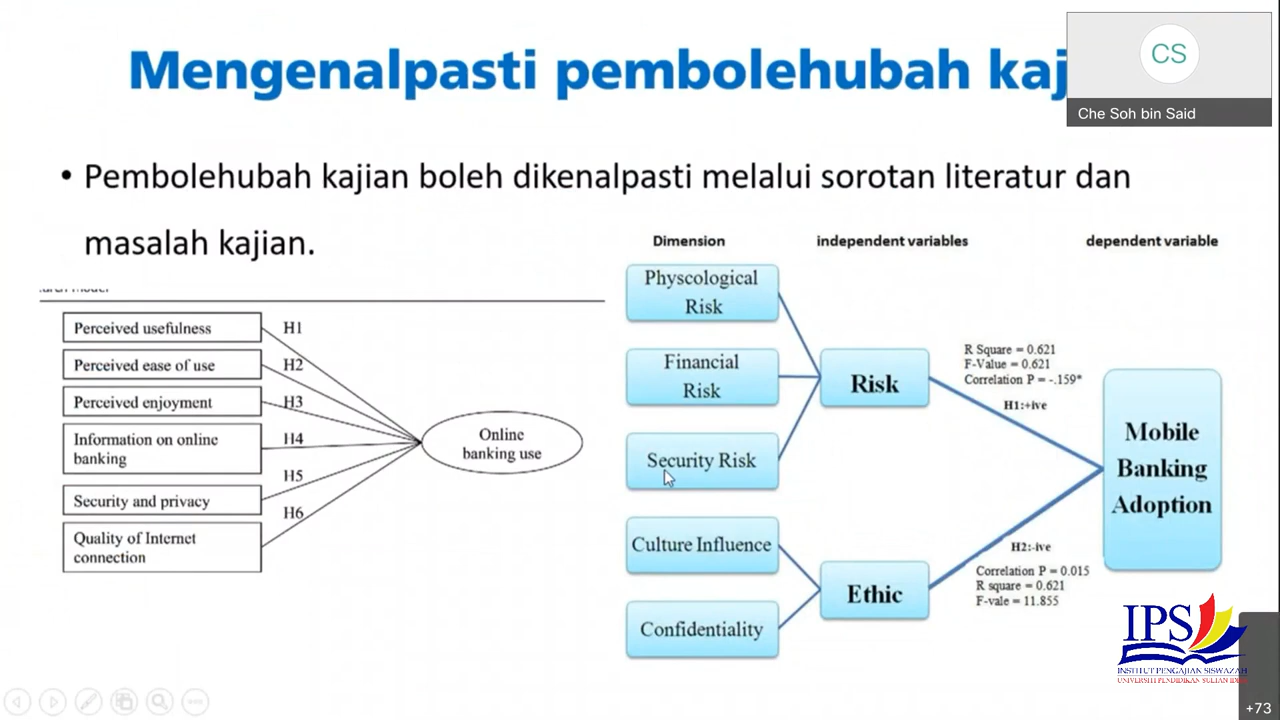 Mengenalpasti pembolehubah kaj
CS
Che Soh bin Said
• Pembolehubah kajian boleh dikenalpasti melalui sorotan literatur dan
masalah kajian.
Perceived usefulness
H1
Perceived ease of use
H2
Perceived enjoyment
H3
Information on online
banking
H4
Security and privacy
H5
Quality of Internet
connection
H6
Online
banking use
Dimension
independent variables
dependent variable
Physcological
Risk
Financial
Risk
Security Risk
Culture Influence
Confidentiality
Risk
Ethic
R Square = 0.621
F-Value = 0.621
Correlation P = -.159*
H1:+ive
H2:-ive
Correlation P = 0.015
R square = 0.621
F-vale = 11.855
Mobile
Banking
Adoption
IPS
INSTITUT PENGAJIAN SISWAZAH
UNIVERSITI PENDIDIKAN SULTAN IDRIS
+73